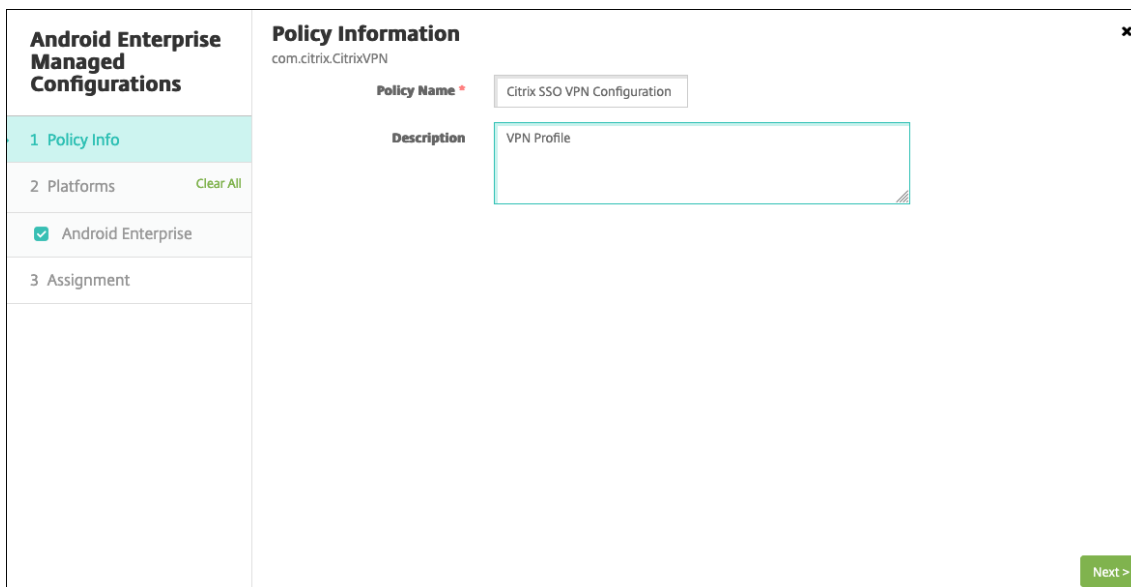 Android Enterprise
Managed
Configurations
1 Policy Info
2 Platforms
Clear All
Android Enterprise
3 Assignment
Policy Information
com.citrix.CitrixVPN
Policy Name *
Citrix SSO VPN Configuration
Description
VPN Profile
Next >